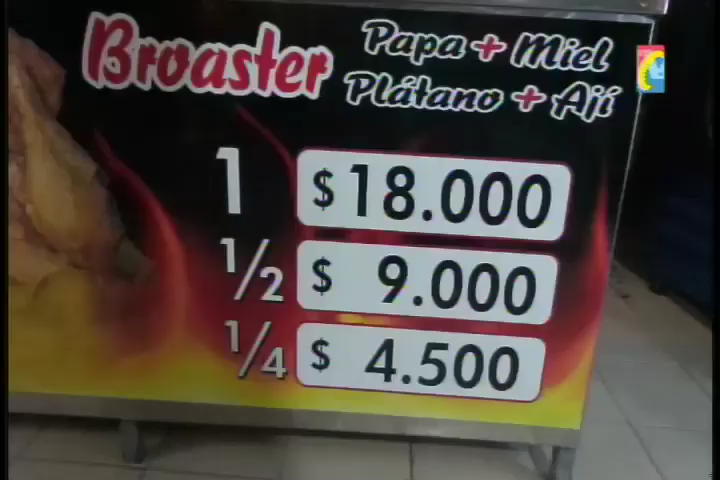 Broaster
Papa + Miel
Plátano + Ají
1 $ 18.000
1/2 $ 9.000
1/4 $ 4.500